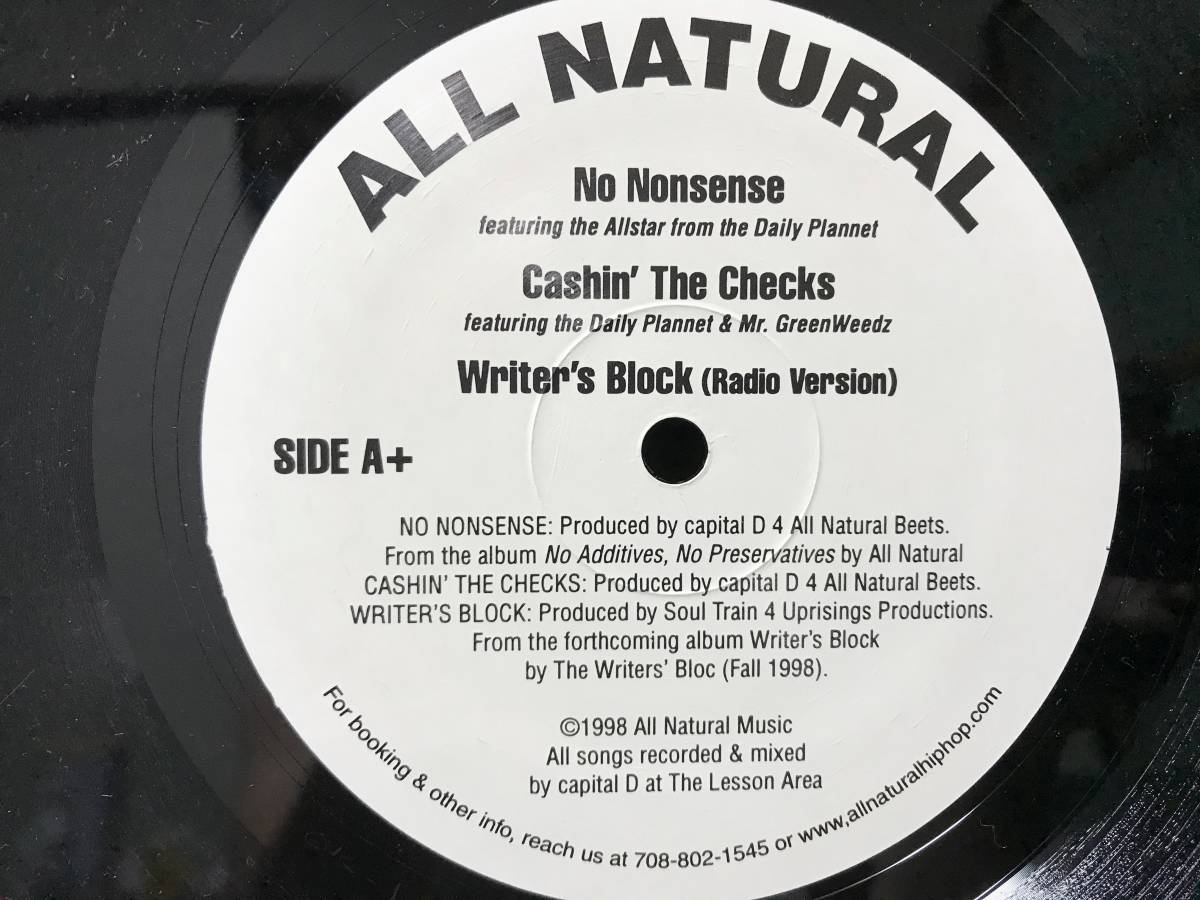 ALL NATURAL
No Nonsense
featuring the Allstar from the Daily Plannet
Cashin' The Checks
featuring the Daily Plannet & Mr. GreenWeedz
Writer's Block (Radio Version)
SIDE A+
NO NONSENSE: Produced by capital D 4 All Natural Beets.
From the album No Additives, No Preservatives by All Natural
CASHIN' THE CHECKS: Produced by capital D 4 All Natural Beets.
WRITER'S BLOCK: Produced by Soul Train 4 Uprisings Productions.
From the forthcoming album Writer's Block
by The Writers' Bloc (Fall 1998).
©1998 All Natural Music
All songs recorded & mixed
by capital D at The Lesson Area
For booking & other info, reach us at 708-802-1545 or www,allnaturalhiphop.com